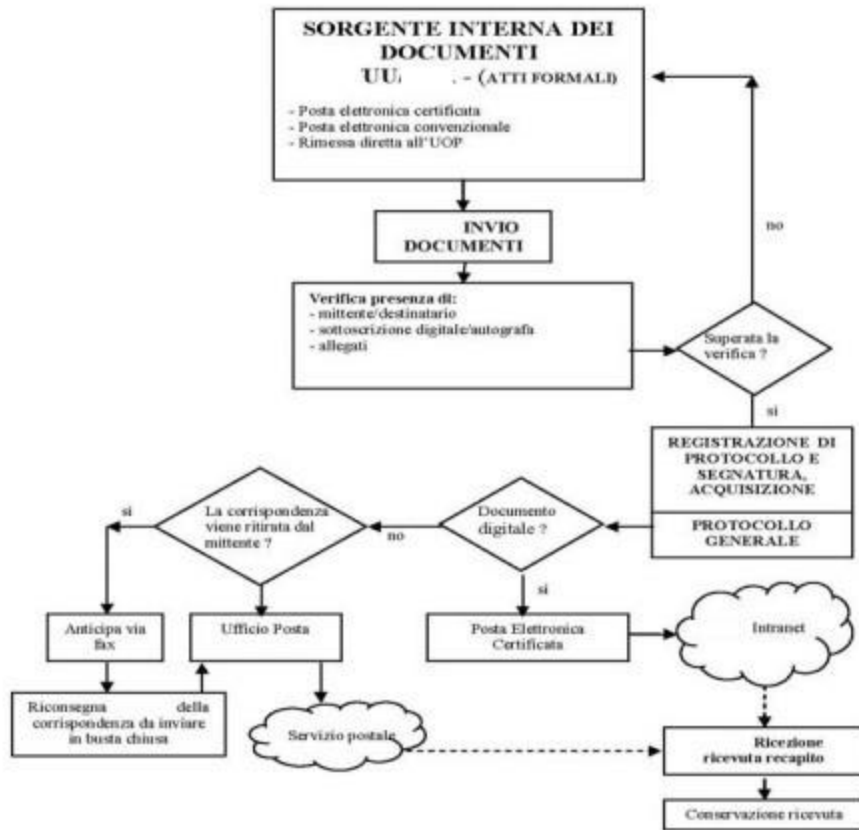 SORGENTE INTERNA DEI
DOCUMENTI
- (ATTI FORMALI)
- Posta elettronica certificata
- Posta elettronica convenzionale
- Rimessa diretta all'UOP
INVIO
DOCUMENTI
no
Verifica presenza di:
- mittente/destinatario
- sottoscrizione digitale/autografa
- allegati
Superata la
verifica ?
si
REGISTRAZIONE DI
PROTOCOLLO E
SEGNATURA,
ACQUISIZIONE
PROTOCOLLO
GENERALE
Documento
digitale ?
no
si
La corrispondenza
viene ritirata dal
mittente ?
si
Anticipa via
fax
Ufficio Posta
Posta Elettronica
Certificata
Intranet
Riconsegna della
corrispondenza da inviare
in busta chiusa
Servizio postale
Ricezione
ricevuta recapito
Conservazione ricevuta